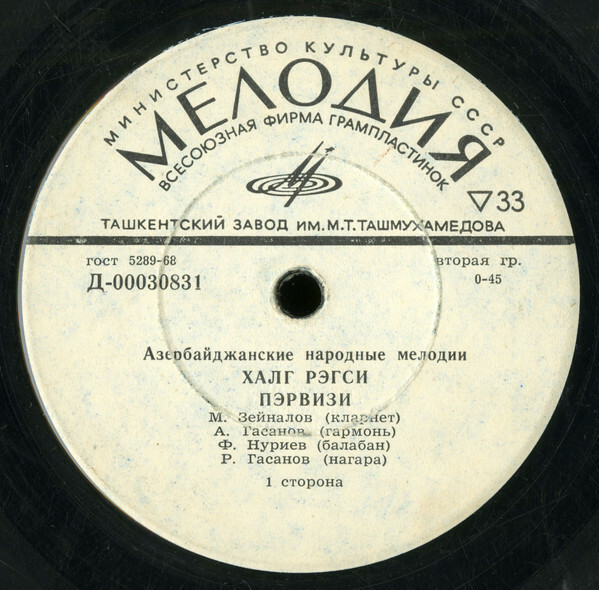 МИНИСТЕРСТВО КУЛЬТУРЫ СССР
МЕЛОДИЯ
ВСЕСОЮЗНАЯ ФИРМА ГРАМПЛАСТИНОК
▽33
ТАШКЕНТСКИЙ ЗАВОД ИМ. М.Т. ТАШМУХАМЕДОВА
гост 5289-68
вторая гр.
Д-00030831
0-45
Азербайджанские народные мелодии
ХАЛГ РЭГСИ
ПЭРВИЗИ
М. Зейналов (кларнет)
А. Гасанов (гармонь)
Ф. Нуриев (балабан)
Р. Гасанов (нагара)
1 сторона